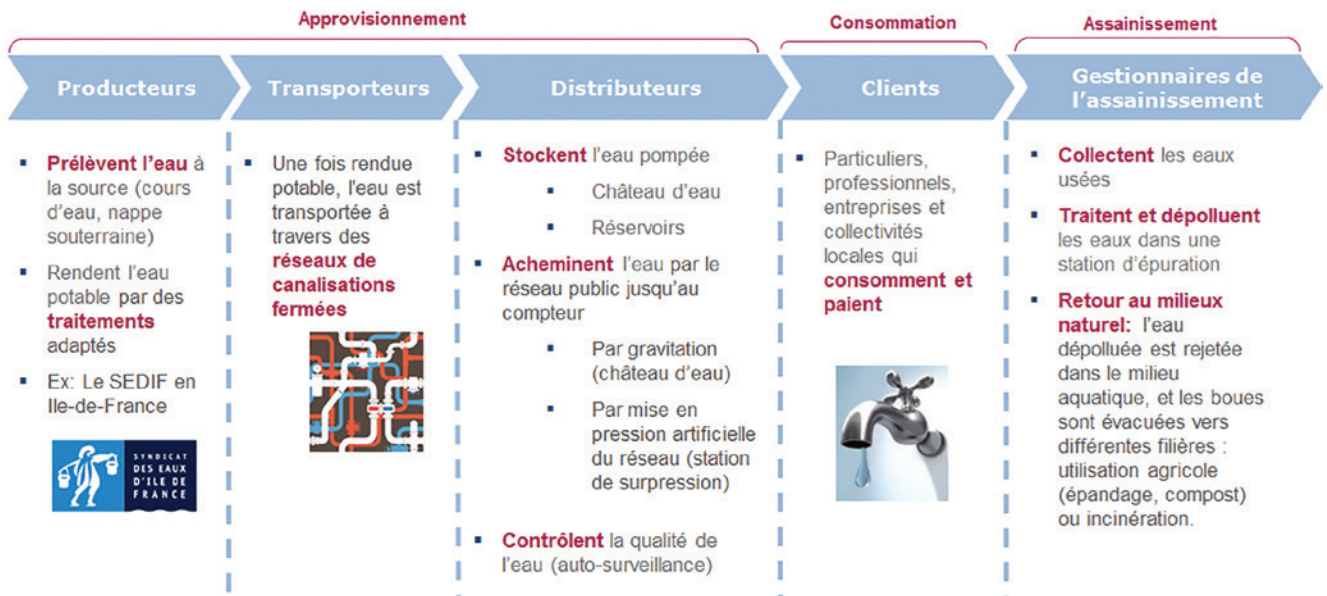 Approvisionnement
Consommation
Assainissement
Producteurs
Transporteurs
Distributeurs
Clients
Gestionnaires de
l'assainissement
▪ Prélèvent l'eau à
la source (cours
d'eau, nappe
souterraine)
▪ Rendent l'eau
potable par des
traitements
adaptés
▪ Ex: Le SEDIF en
Ile-de-France
SYNDICAT
DES EAUX
D'ILE DE
FRANCE
▪ Une fois rendue
potable, l'eau est
transportée à
travers des
réseaux de
canalisations
fermées
▪ Stockent l'eau pompée
▪ Château d'eau
▪ Réservoirs
▪ Acheminent l'eau par le
réseau public jusqu'au
compteur
▪ Par gravitation
(château d'eau)
▪ Par mise en
pression artificielle
du réseau (station
de surpression)
▪ Contrôlent la qualité de
l'eau (auto-surveillance)
▪ Particuliers,
professionnels,
entreprises et
collectivités
locales qui
consomment et
paient
▪ Collectent les eaux
usées
▪ Traitent et dépolluent
les eaux dans une
station d'épuration
▪ Retour au milieux
naturel: l'eau
dépolluée est rejetée
dans le milieu
aquatique, et les boues
sont évacuées vers
différentes filières :
utilisation agricole
(épandage, compost)
ou incinération.